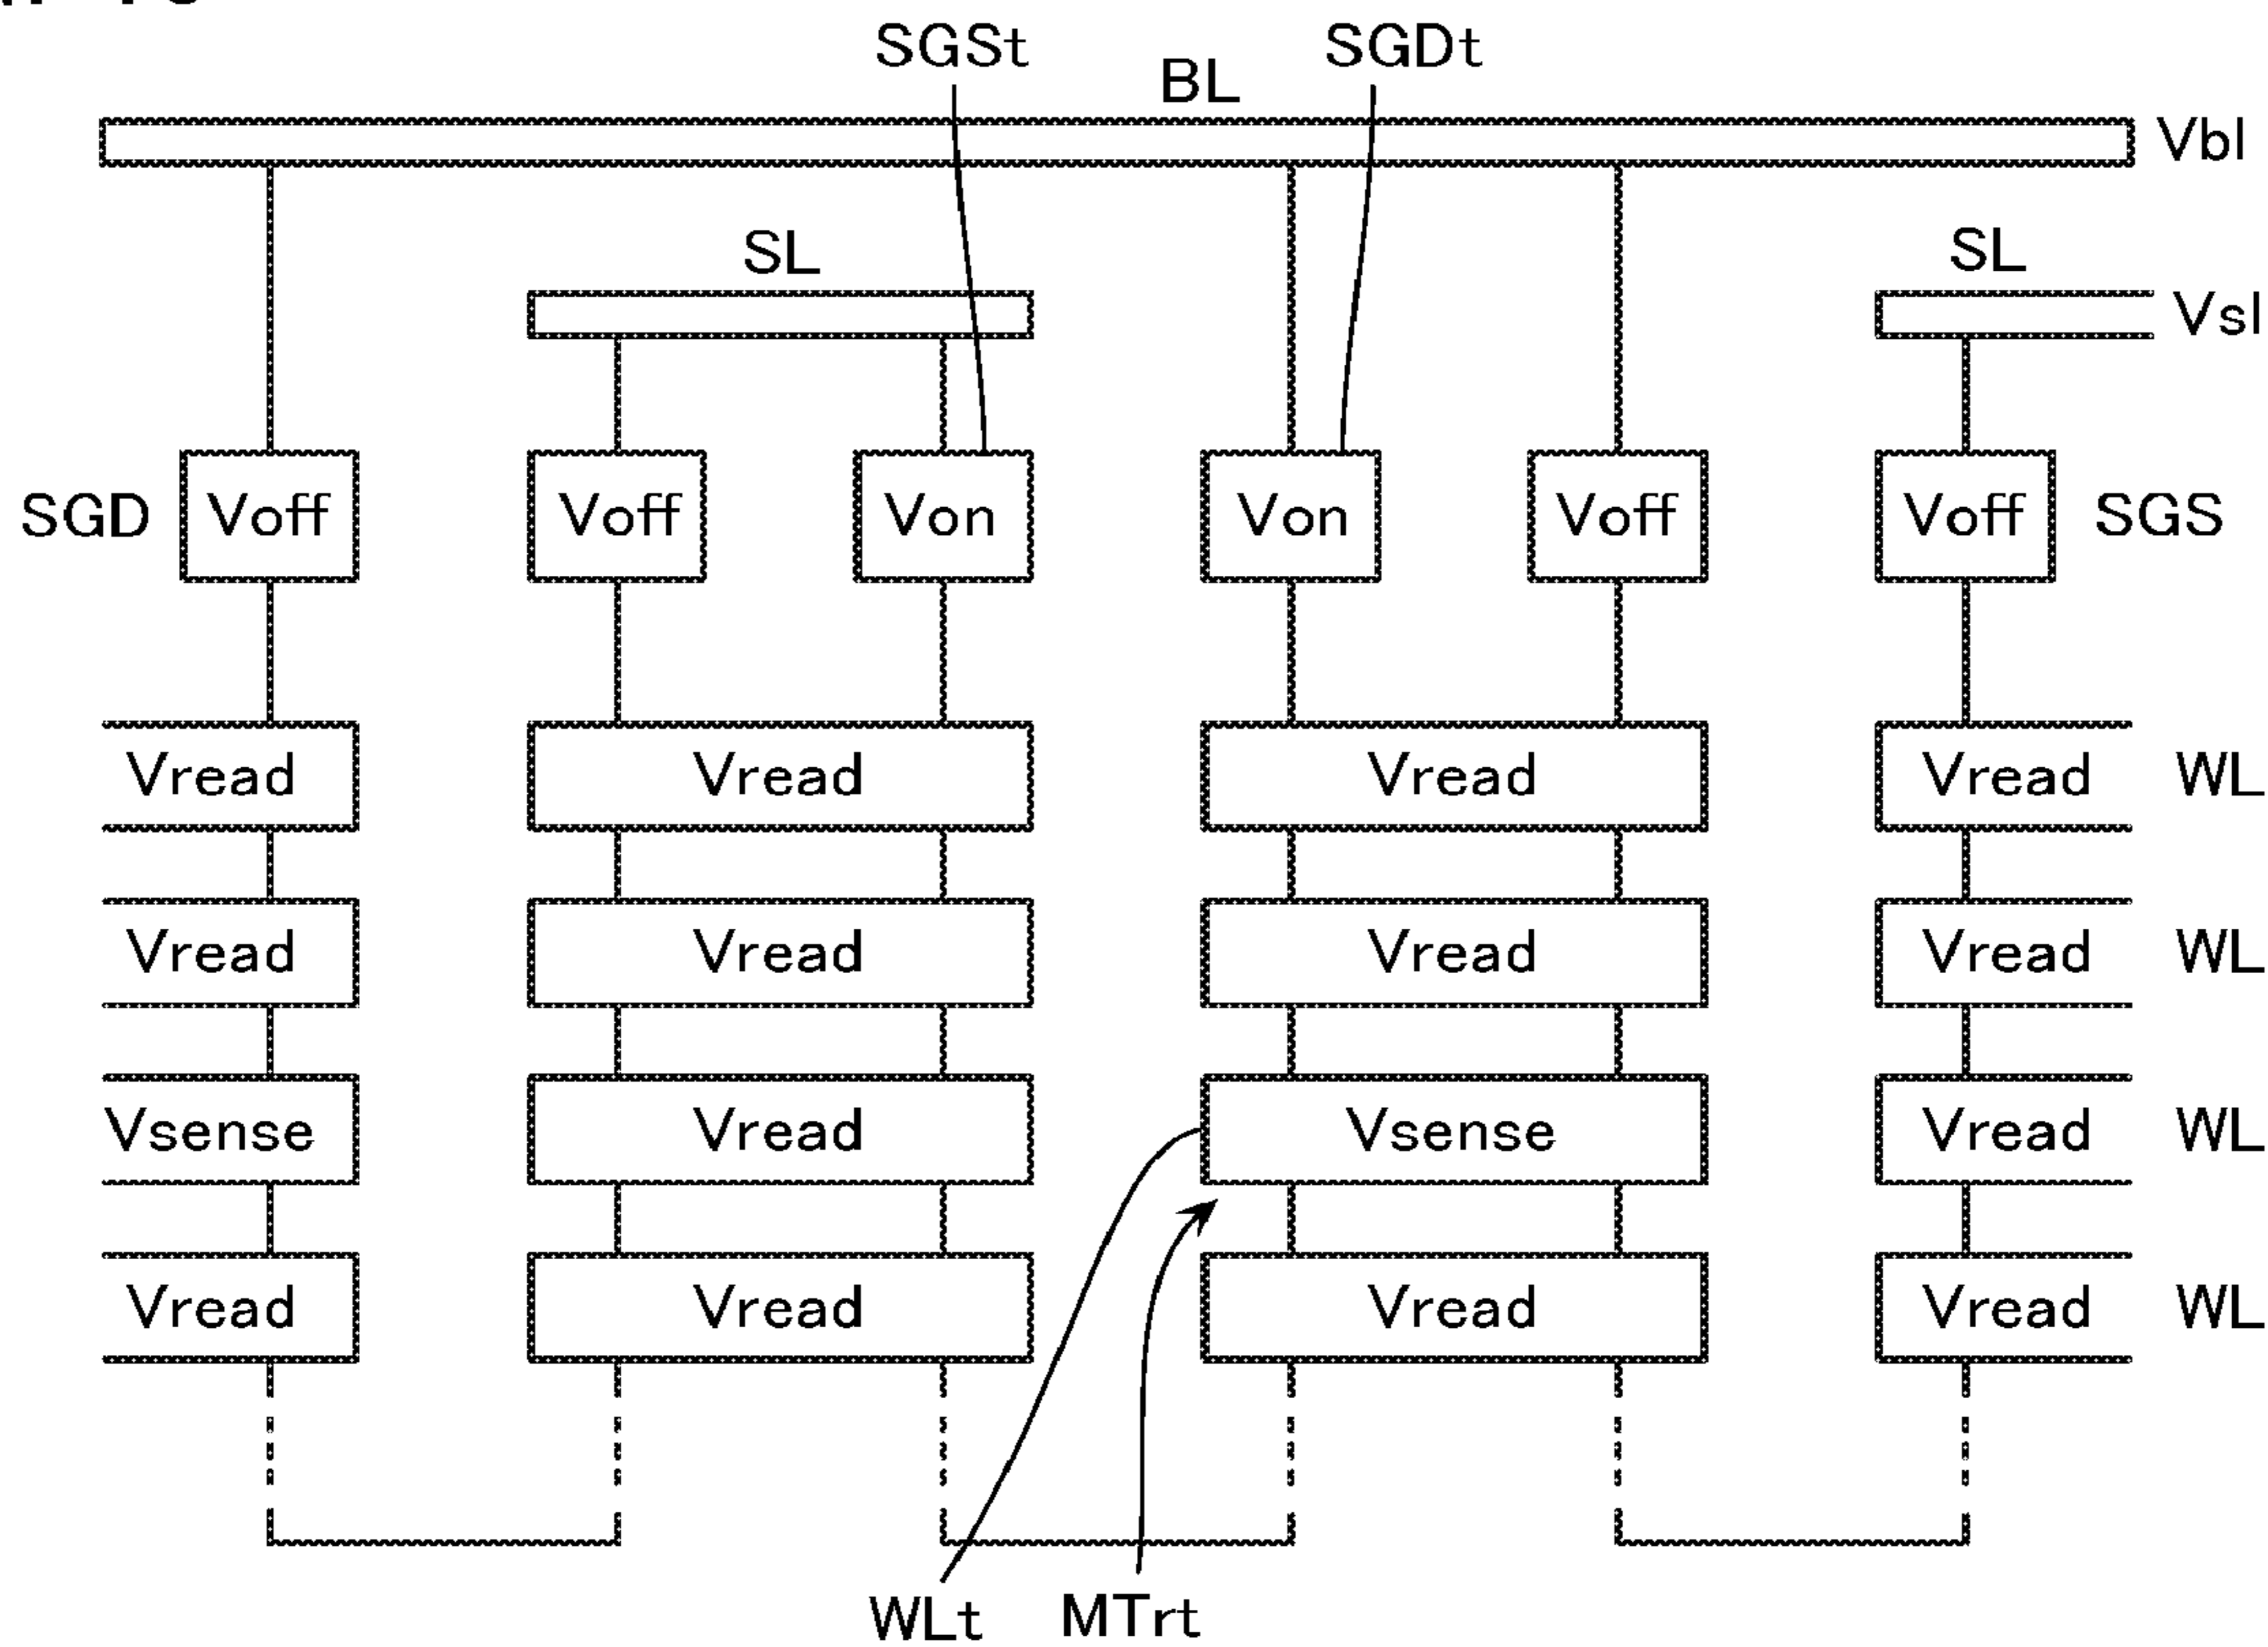 SGSt SGDt
BL
Vbl
SL SL
Vsl
SGD Voff Voff Von Von Voff Voff SGS
Vread Vread Vread Vread WL
Vread Vread Vread Vread WL
Vsense Vread Vsense Vread WL
Vread Vread Vread Vread WL
WLt MTrt